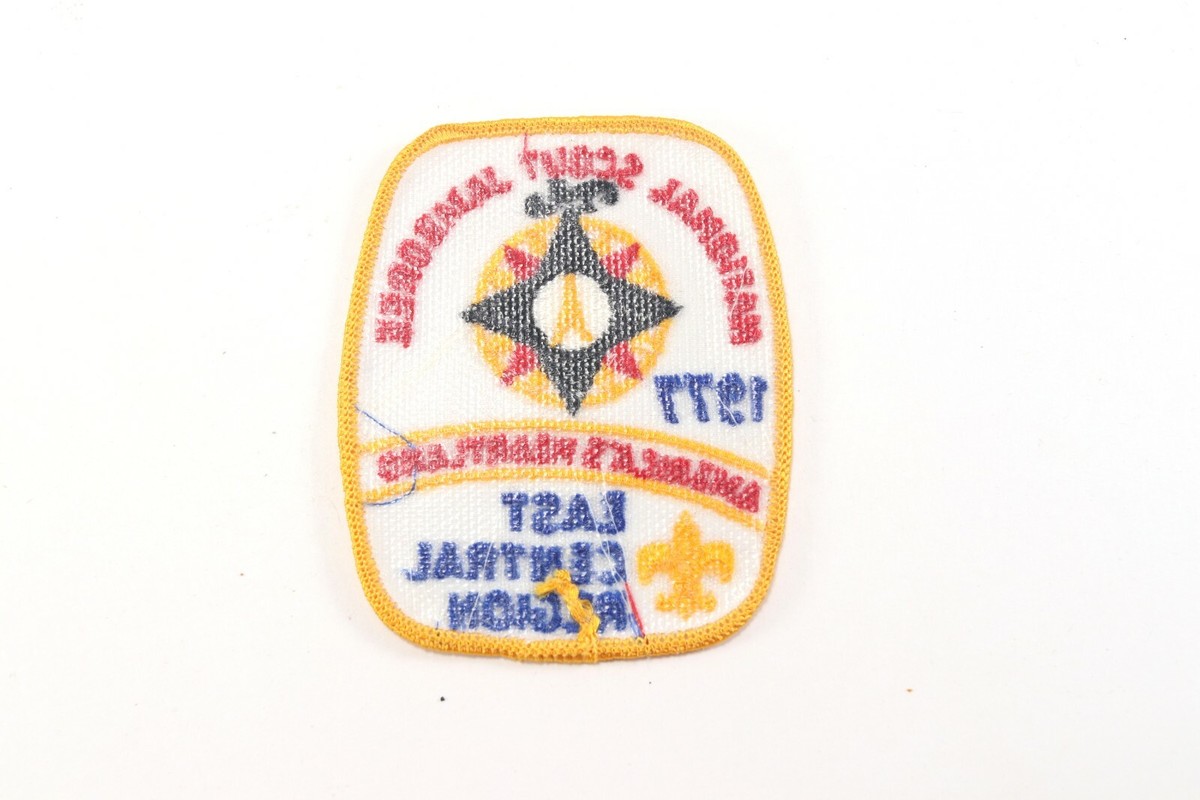 NATIONAL SCOUT JAMBOREE
1977
AMERICA'S HEARTLAND
EAST
CENTRAL
REGION